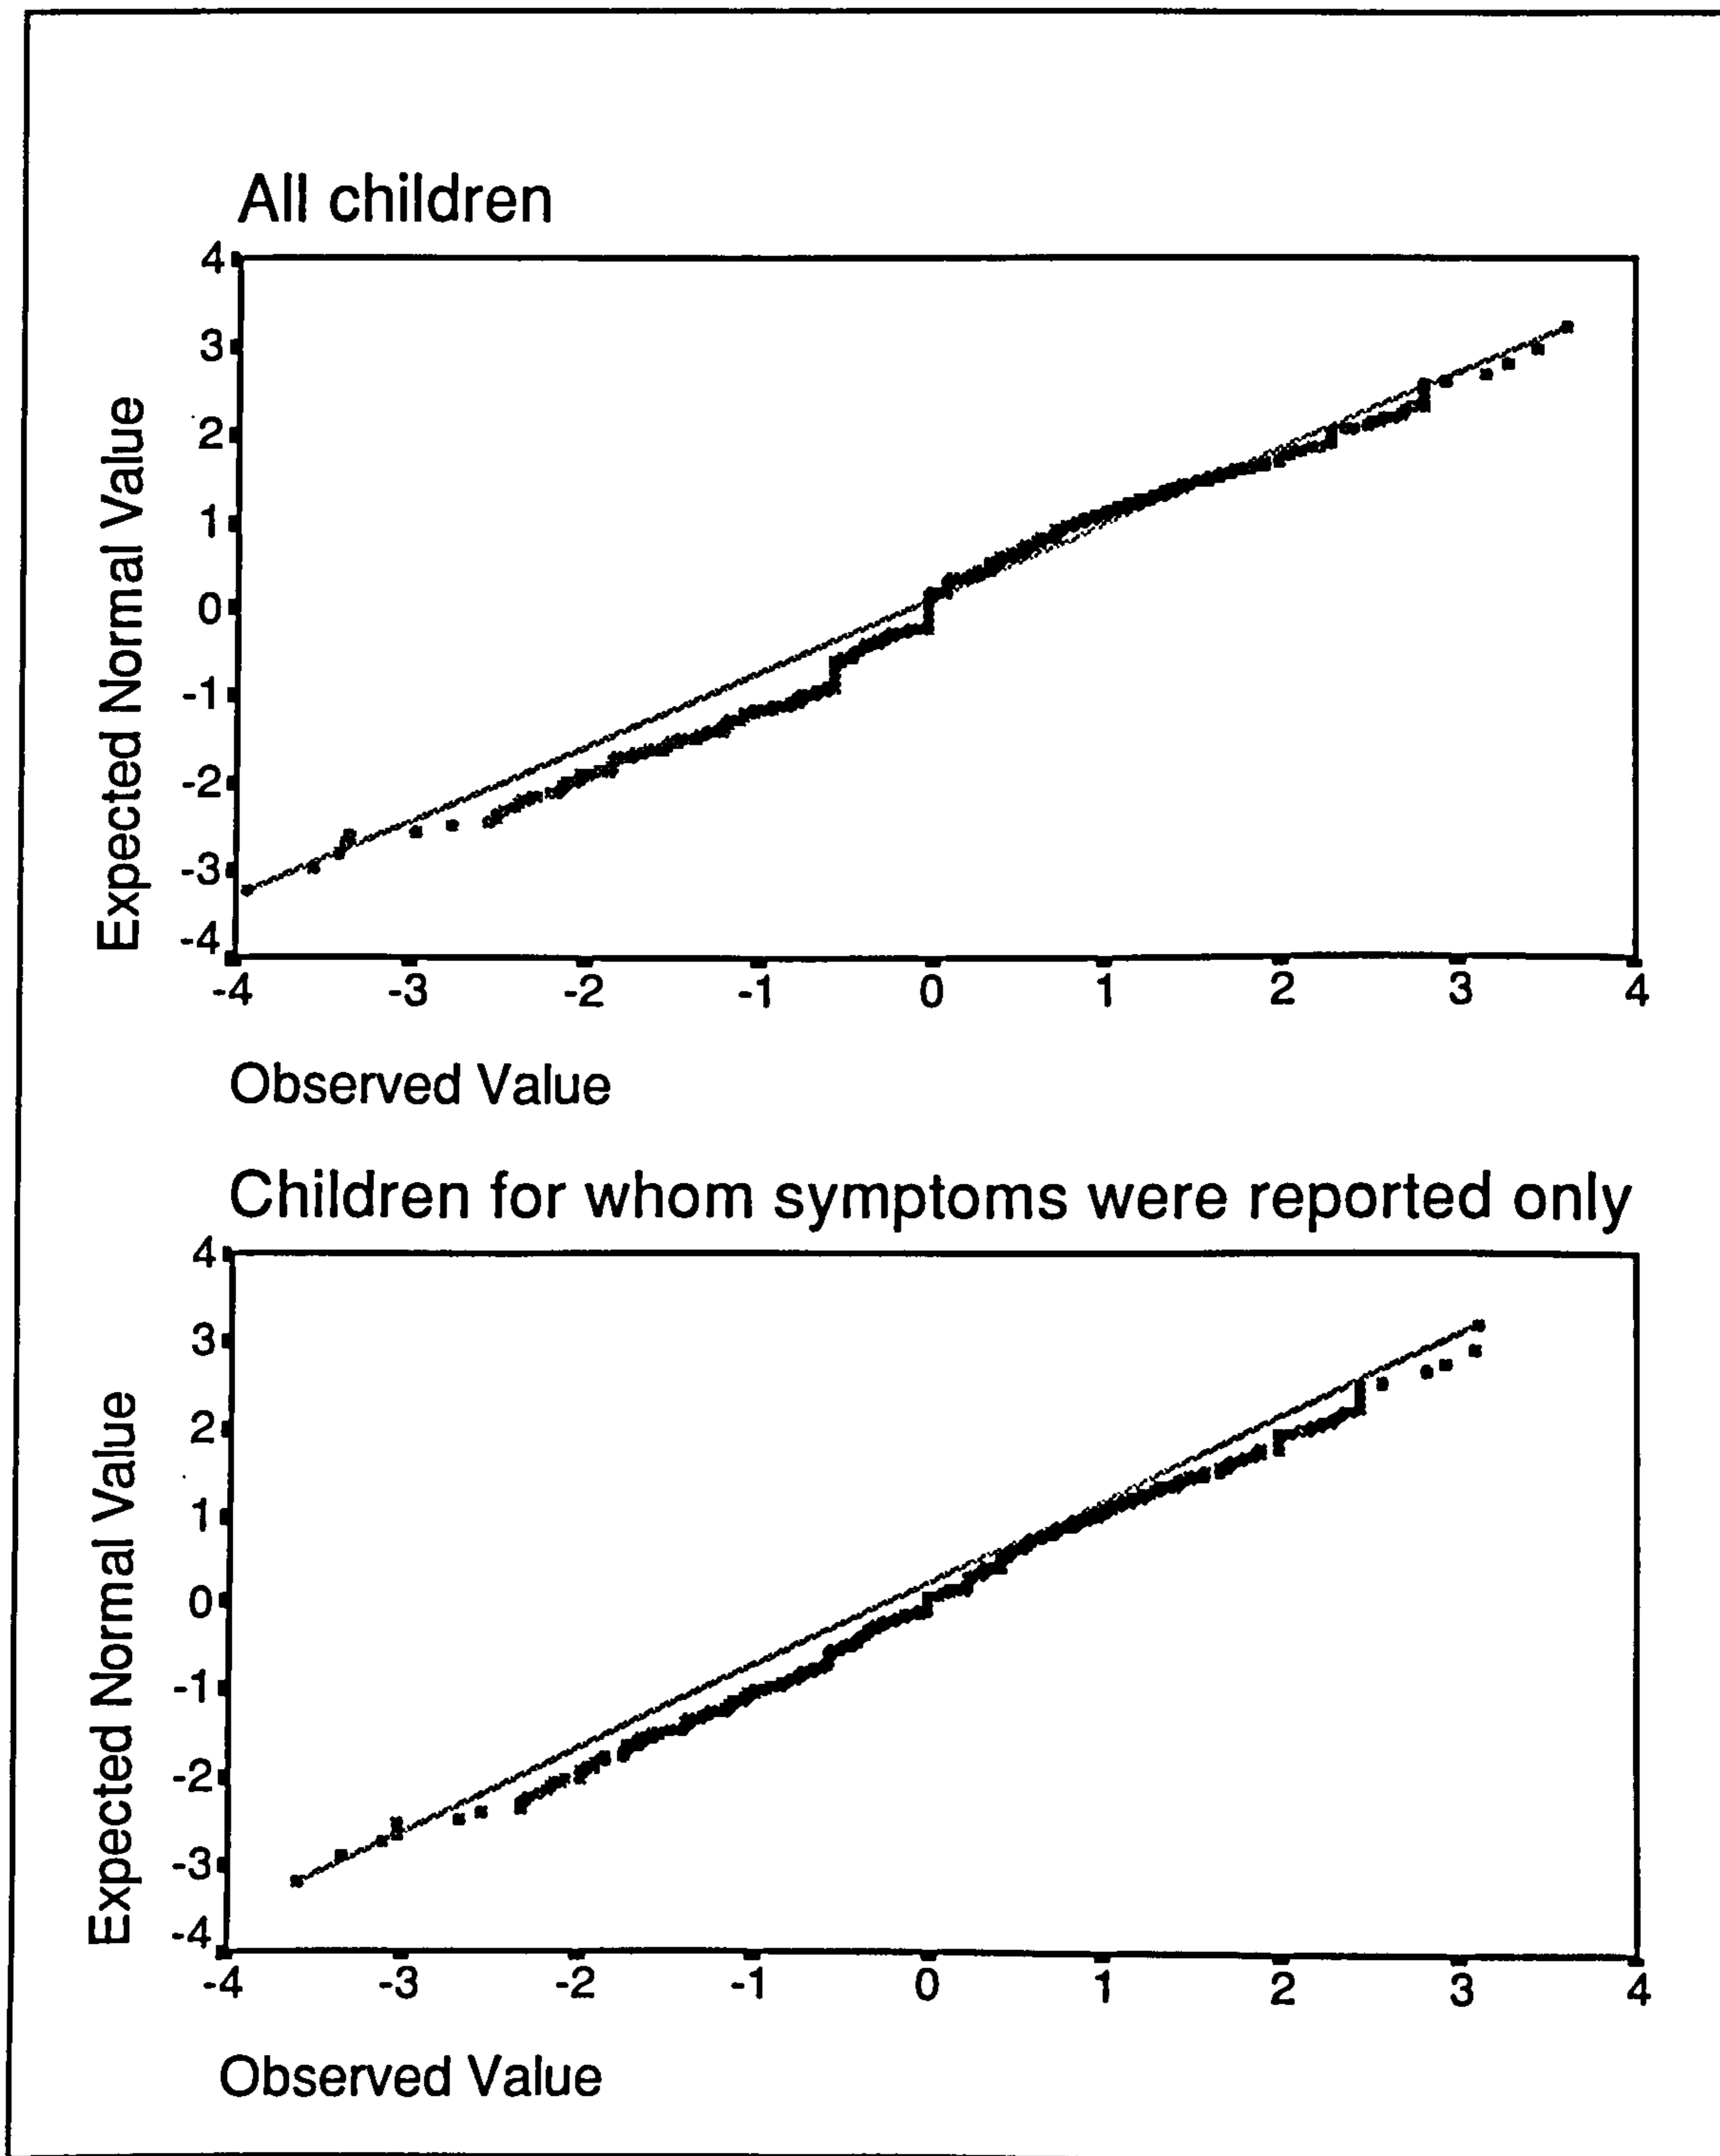 All children
Expected Normal Value
4
3
2
1
0
-1
-2
-3
-4
-4 -3 -2 -1 0 1 2 3 4
Observed Value
Children for whom symptoms were reported only
Expected Normal Value
4
3
2
1
0
-1
-2
-3
-4
-4 -3 -2 -1 0 1 2 3 4
Observed Value